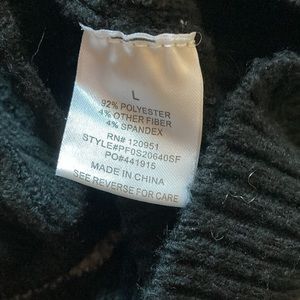 L
92% POLYESTER
4% OTHER FIBER
4% SPANDEX
RN# 120951
STYLE#PF0S20640SF
PO#441915
MADE IN CHINA
SEE REVERSE FOR CARE